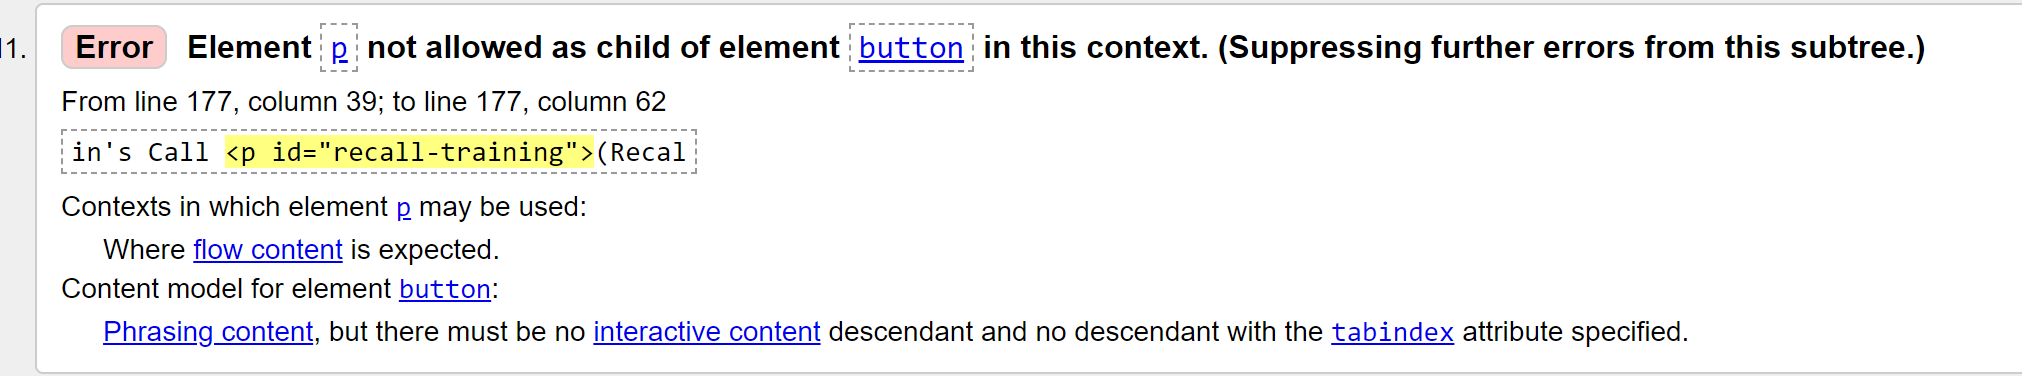 1. Error Element p not allowed as child of element button in this context. (Suppressing further errors from this subtree.)
From line 177, column 39; to line 177, column 62
in's Call <p id="recall-training">(Recal
Contexts in which element p may be used:
Where flow content is expected.
Content model for element button:
Phrasing content, but there must be no interactive content descendant and no descendant with the tabindex attribute specified.